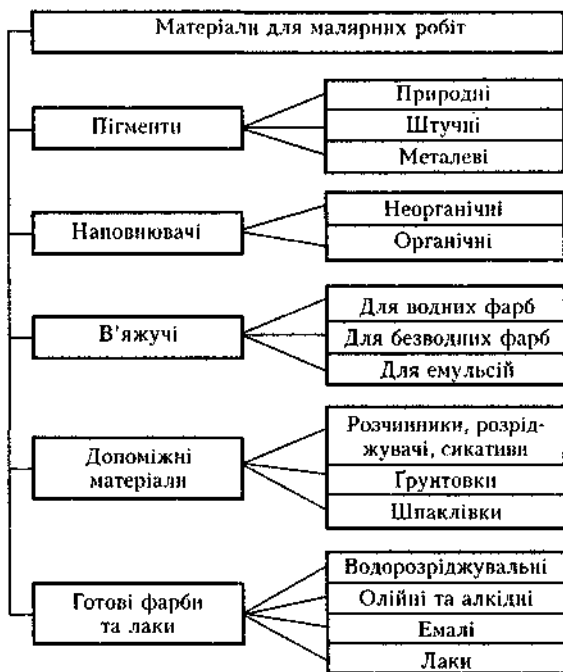 Матеріали для малярних робіт
Пігменти
Природні
Штучні
Металеві
Наповнювачі
Неорганічні
Органічні
В'яжучі
Для водних фарб
Для безводних фарб
Для емульсій
Допоміжні
матеріали
Розчинники, розрід-
жувачі, сикативи
Ґрунтовки
Шпаклівки
Готові фарби
та лаки
Водорозріджувальні
Олійні та алкідні
Емалі
Лаки